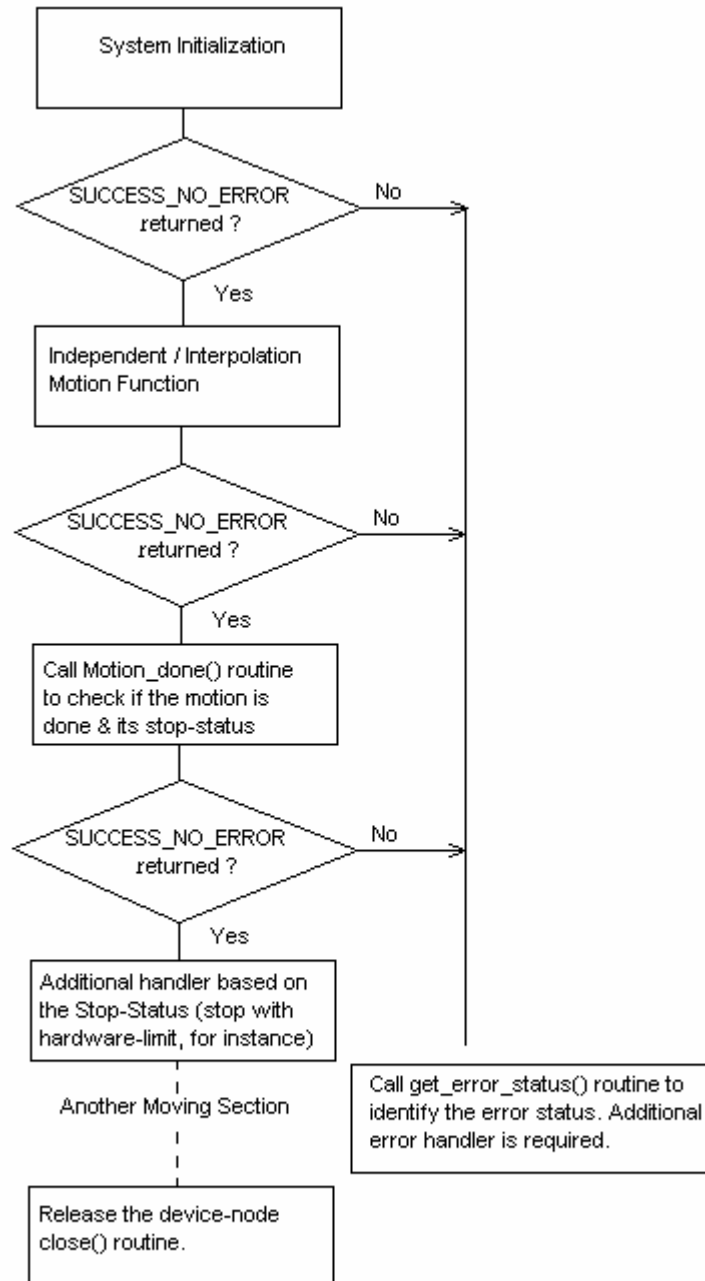 System Initialization
SUCCESS_NO_ERROR
returned ?
No
Yes
Independent / Interpolation
Motion Function
SUCCESS_NO_ERROR
returned ?
No
Yes
Call Motion_done() routine
to check if the motion is
done & its stop-status
SUCCESS_NO_ERROR
returned ?
No
Yes
Additional handler based on
the Stop-Status (stop with
hardware-limit, for instance)
Another Moving Section
Call get_error_status() routine to
identify the error status. Additional
error handler is required.
Release the device-node
close() routine.